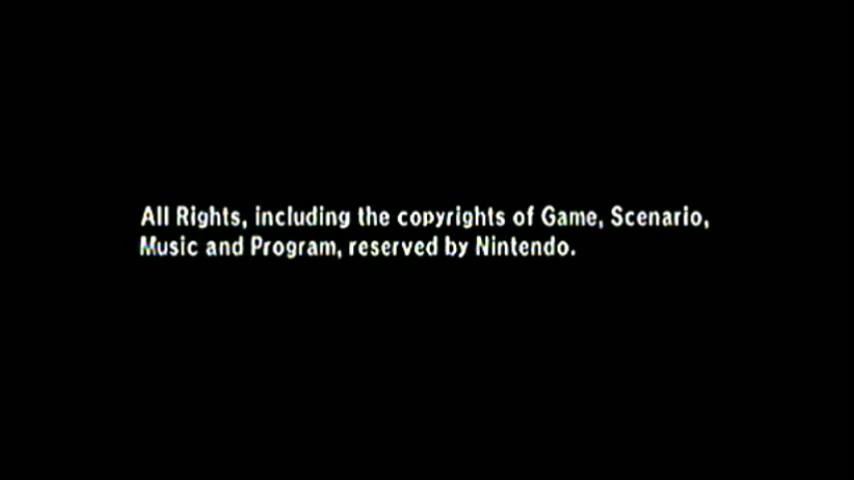 All Rights, including the copyrights of Game, Scenario,
Music and Program, reserved by Nintendo.